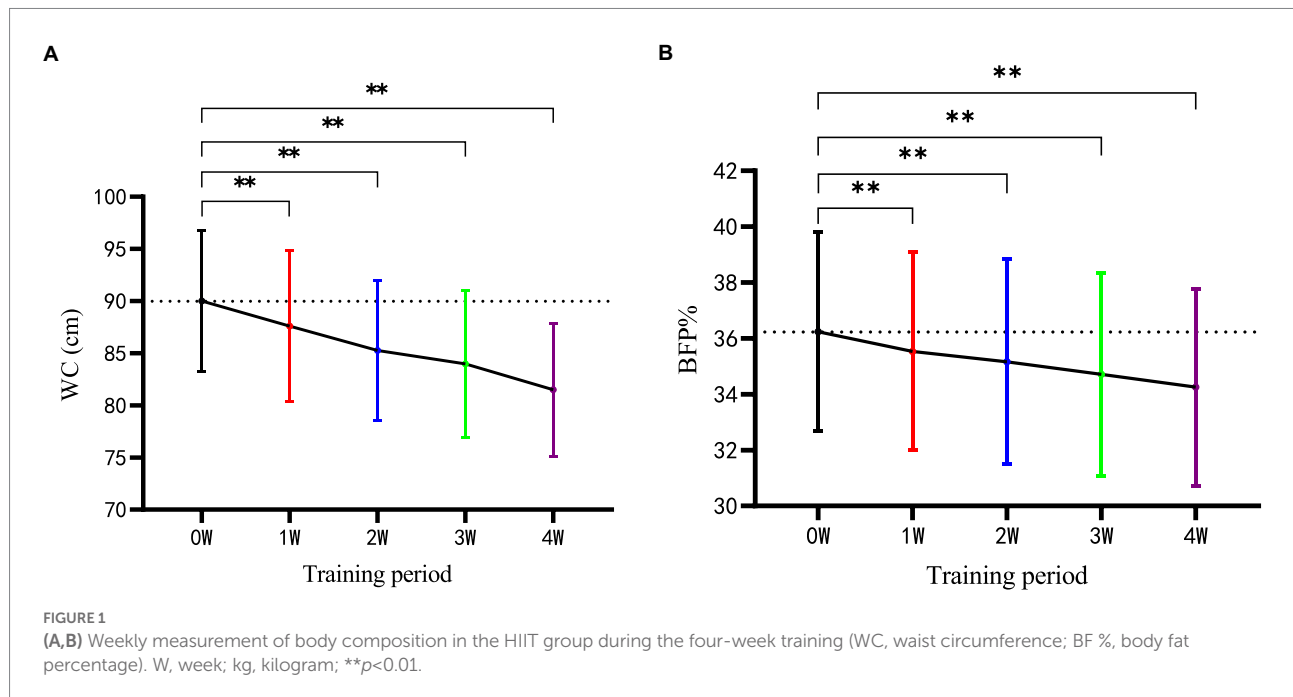 A
**
**
**
**
100
95
90
85
80
75
70
WC (cm)
0W 1W 2W 3W 4W
Training period
B
**
**
**
**
42
40
38
36
34
32
30
BFP%
0W 1W 2W 3W 4W
Training period
FIGURE 1
(A,B) Weekly measurement of body composition in the HIIT group during the four-week training (WC, waist circumference; BF %, body fat
percentage). W, week; kg, kilogram; **p<0.01.